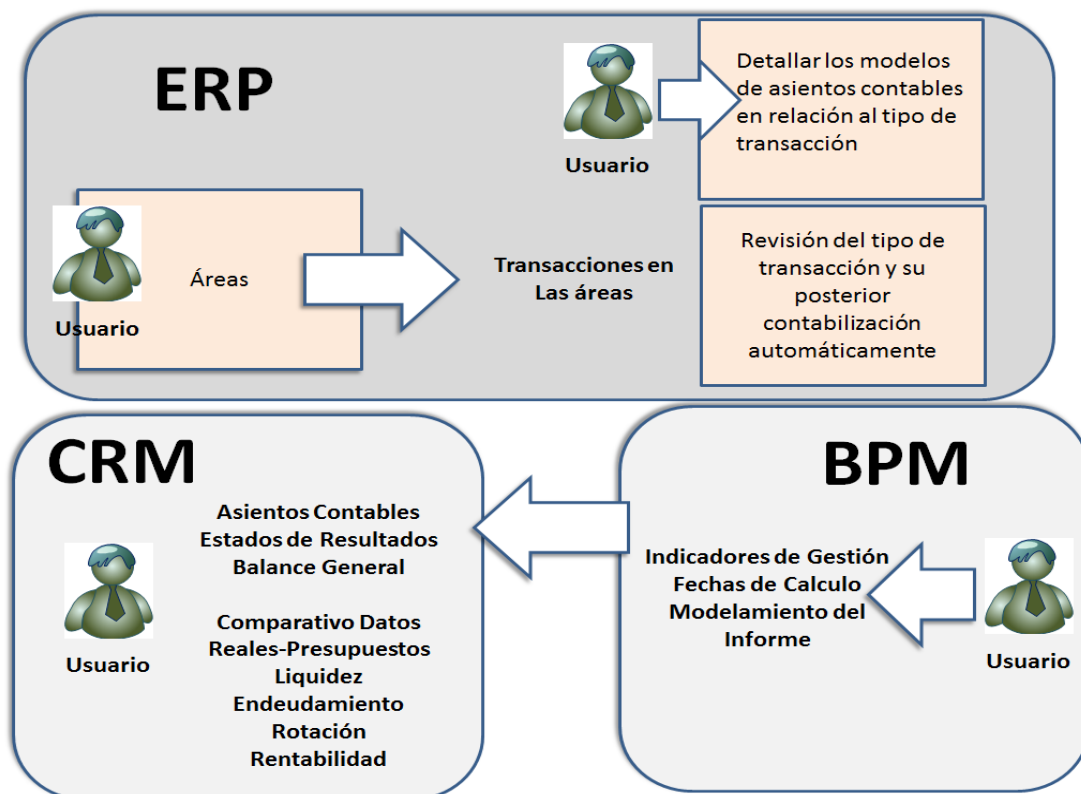 ERP
Usuario
Detallar los modelos
de asientos contables
en relación al tipo de
transacción
Usuario
Áreas
Transacciones en
Las áreas
Revisión del tipo de
transacción y su
posterior
contabilización
automáticamente
CRM
Usuario
Asientos Contables
Estados de Resultados
Balance General
Comparativo Datos
Reales-Presupuestos
Liquidez
Endeudamiento
Rotación
Rentabilidad
BPM
Indicadores de Gestión
Fechas de Calculo
Modelamiento del
Informe
Usuario